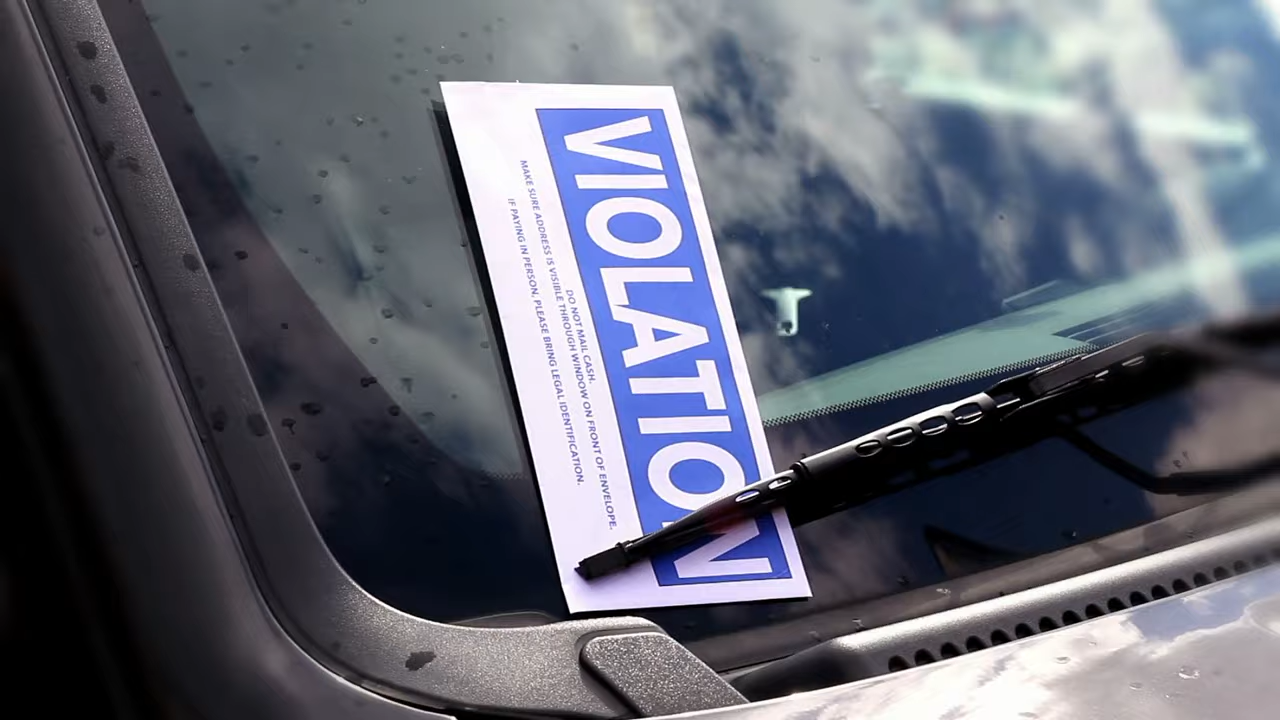 VIOLATION
DO NOT MAIL CASH.
MAKE SURE ADDRESS IS VISIBLE THROUGH WINDOW ON FRONT OF ENVELOPE.
IF PAYING IN PERSON, PLEASE BRING LEGAL IDENTIFICATION.